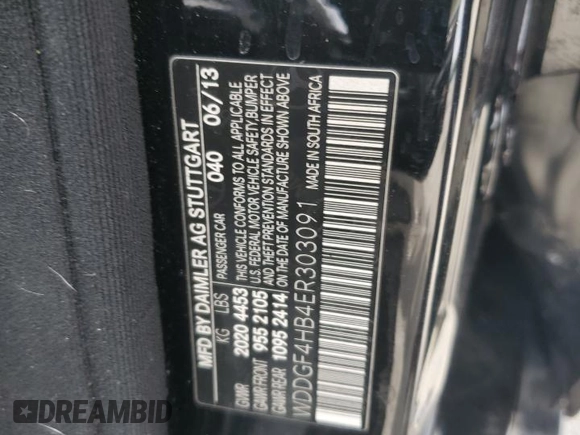 MFD BY DAIMLER AG STUTTGART
KG LBS PASSENGER CAR 040 06/13
GVWR 2020 4453 THIS VEHICLE CONFORMS TO ALL APPLICABLE
GAWR FRONT 955 2105 U.S. FEDERAL MOTOR VEHICLE SAFETY, BUMPER
GAWR REAR 1095 2414 AND THEFT PREVENTION STANDARDS IN EFFECT
ON THE DATE OF MANUFACTURE SHOWN ABOVE
WDDGF4HB4ER303091 MADE IN SOUTH AFRICA
DREAMBID